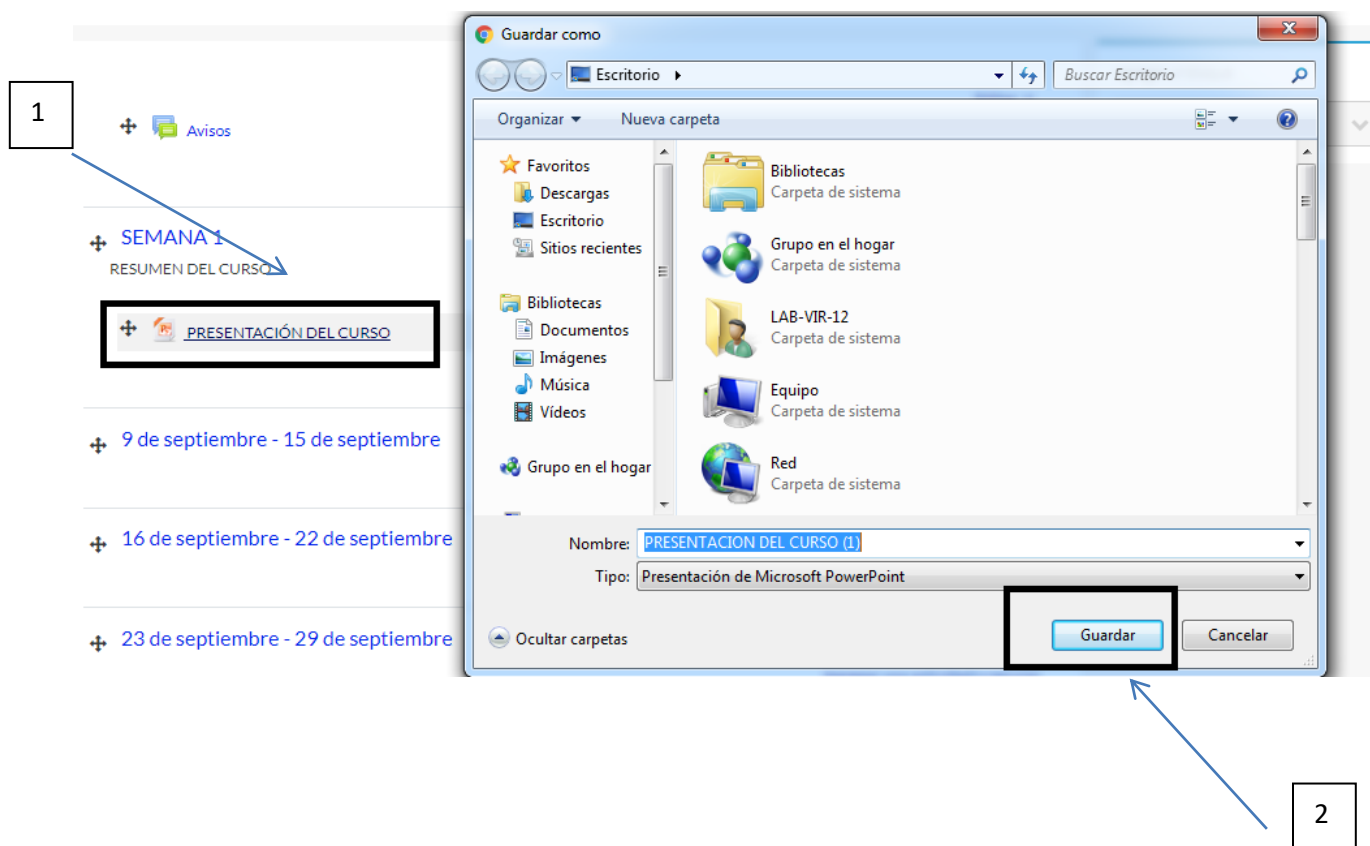 1
Avisos
SEMANA 1
RESUMEN DEL CURSO
PRESENTACIÓN DEL CURSO
9 de septiembre - 15 de septiembre
16 de septiembre - 22 de septiembre
23 de septiembre - 29 de septiembre
Guardar como
Escritorio
Buscar Escritorio
Organizar
Nueva carpeta
Favoritos
Descargas
Escritorio
Sitios recientes
Bibliotecas
Documentos
Imágenes
Música
Vídeos
Grupo en el hogar
Bibliotecas
Carpeta de sistema
Grupo en el hogar
Carpeta de sistema
LAB-VIR-12
Carpeta de sistema
Equipo
Carpeta de sistema
Red
Carpeta de sistema
Nombre: PRESENTACION DEL CURSO (1)
Tipo: Presentación de Microsoft PowerPoint
Ocultar carpetas
Guardar
Cancelar
2